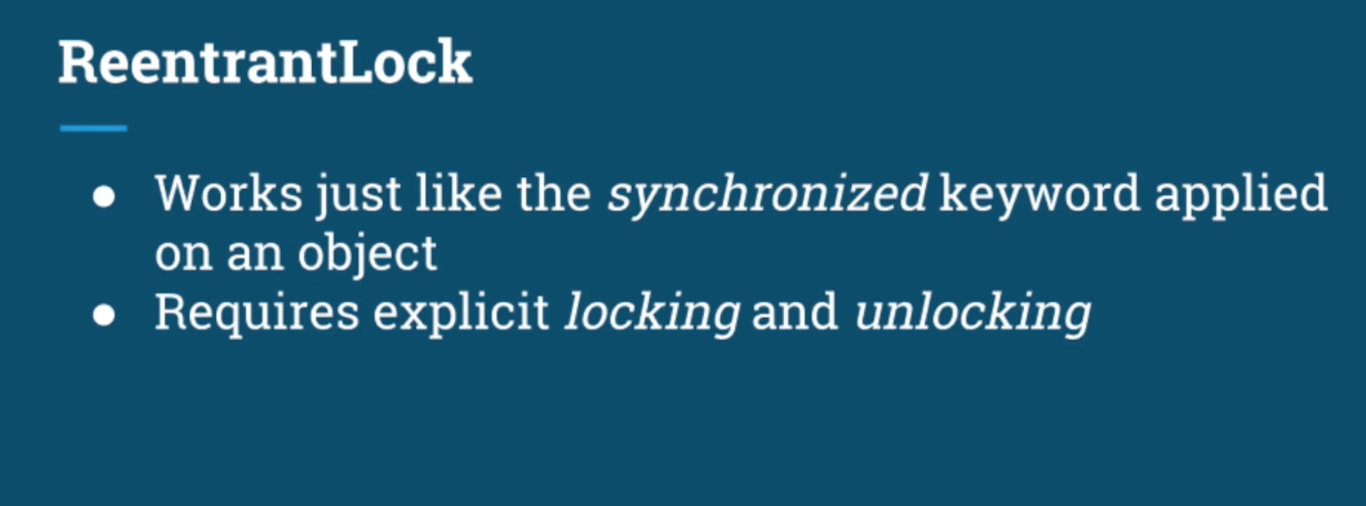 ReentrantLock
● Works just like the synchronized keyword applied
on an object
● Requires explicit locking and unlocking